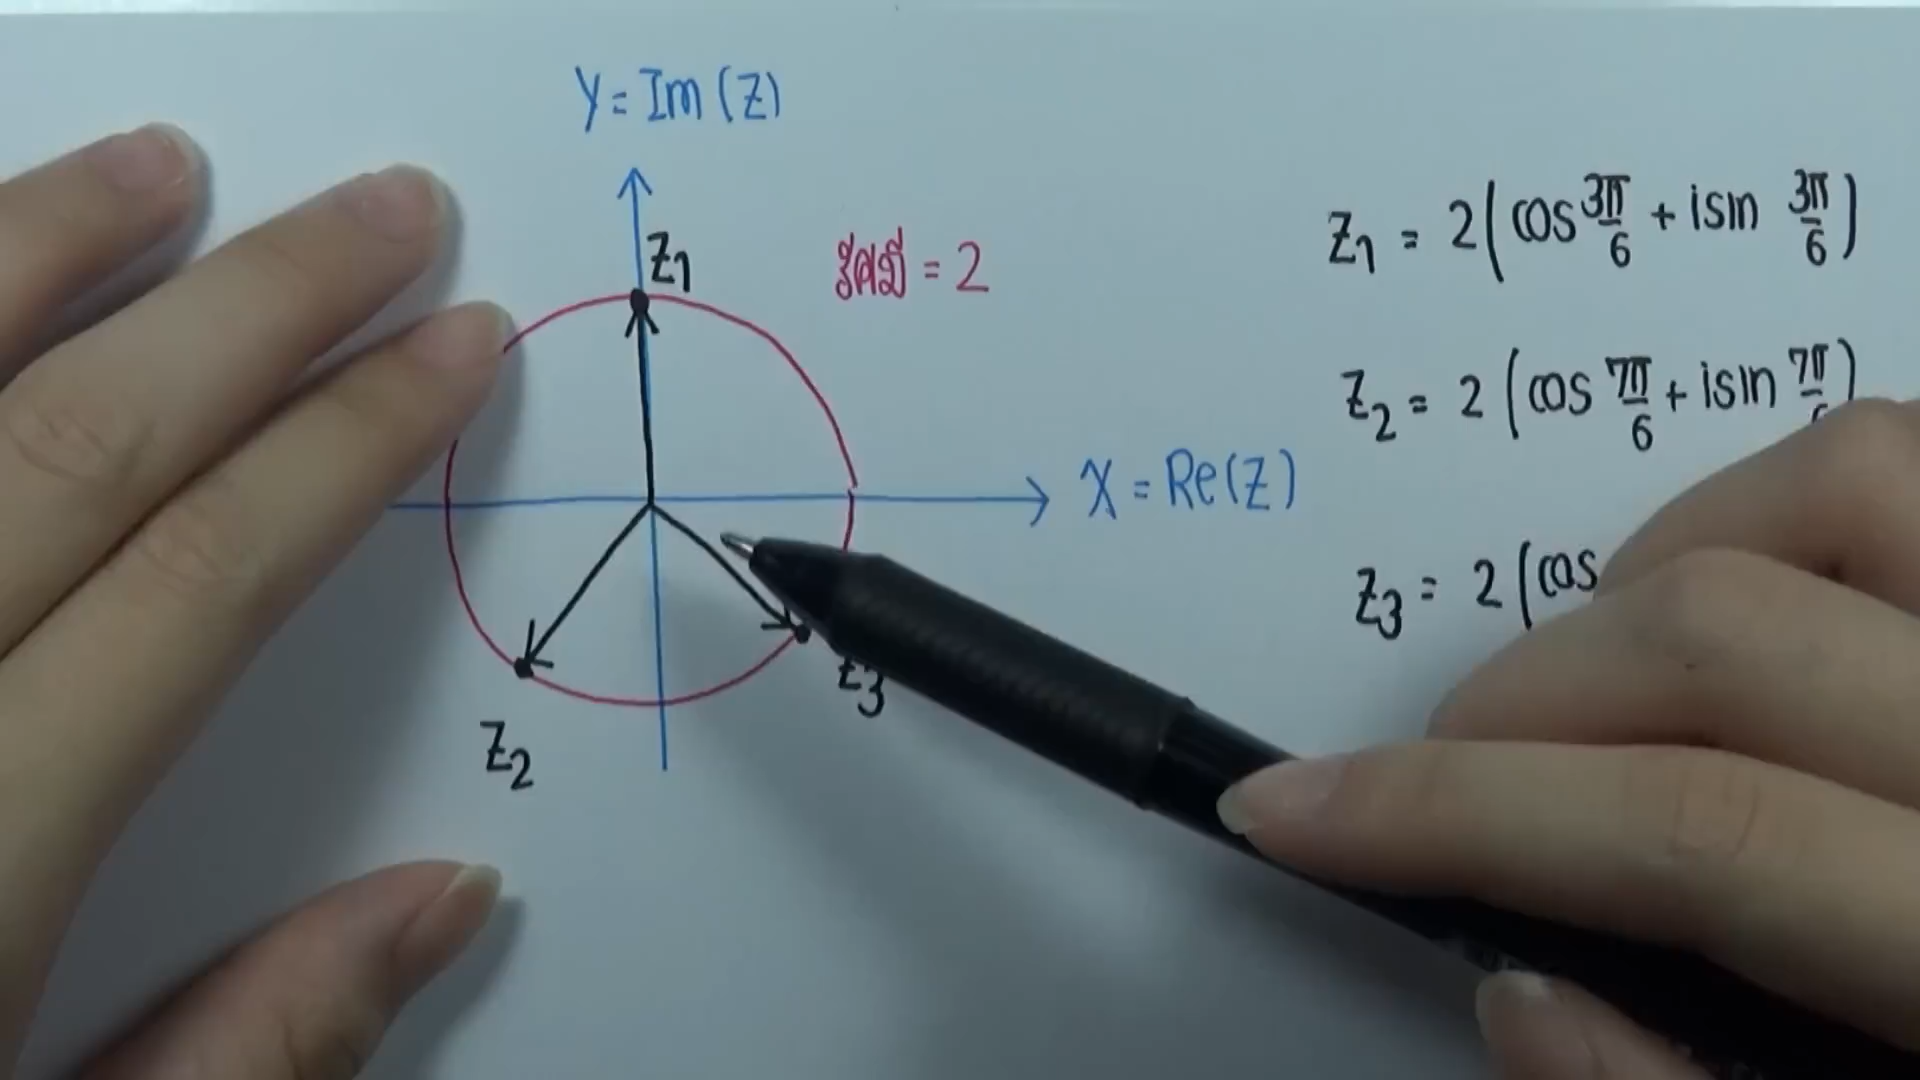 Y = Im (Z)
Z1
รัศมี = 2
X = Re(Z)
Z2
Z3
Z1 = 2(cos 3π/6 + isin 3π/6)
Z2 = 2 (cos 7π/6 + isin 7π/6)
Z3 = 2 (cos